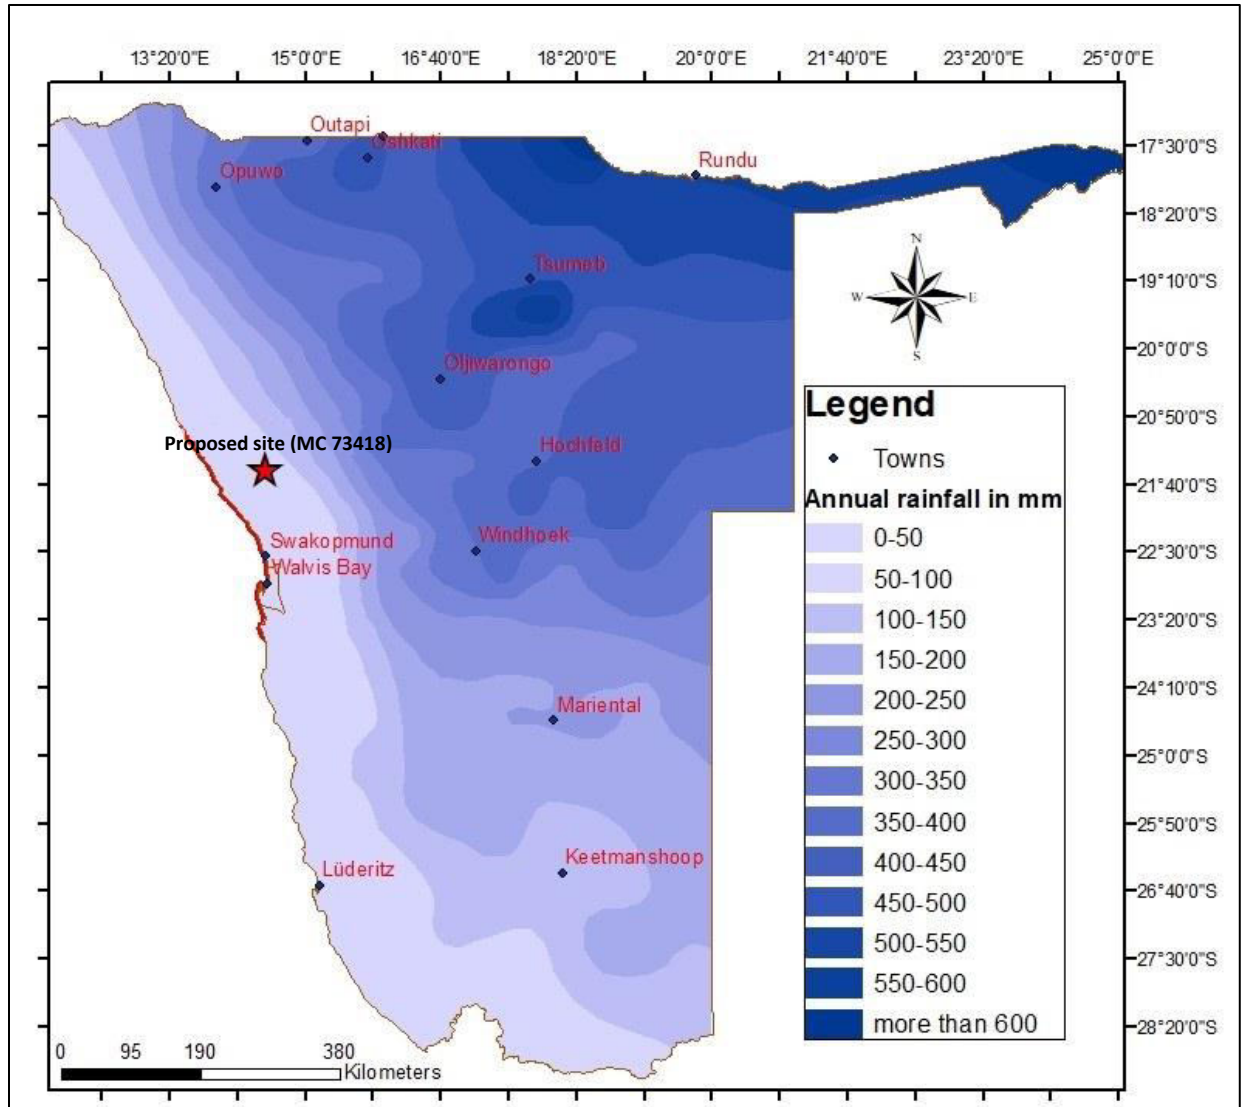 13°20'0"E 15°0'0"E 16°40'0"E 18°20'0"E 20°0'0"E 21°40'0"E 23°20'0"E 25°0'0"E
Outapi
Oshkati
Opuwo
Rundu
17°30'0"S
18°20'0"S
N
W E
S
Tsumeb
19°10'0"S
Oljiwarongo
20°0'0"S
20°50'0"S
Proposed site (MC 73418)
Hochfeld
21°40'0"S
Swakopmund
Walvis Bay
Windhoek
22°30'0"S
23°20'0"S
Mariental
24°10'0"S
25°0'0"S
25°50'0"S
Lüderitz
Keetmanshoop
26°40'0"S
27°30'0"S
28°20'0"S
Legend
Towns
Annual rainfall in mm
0-50
50-100
100-150
150-200
200-250
250-300
300-350
350-400
400-450
450-500
500-550
550-600
more than 600
0 95 190 380
Kilometers